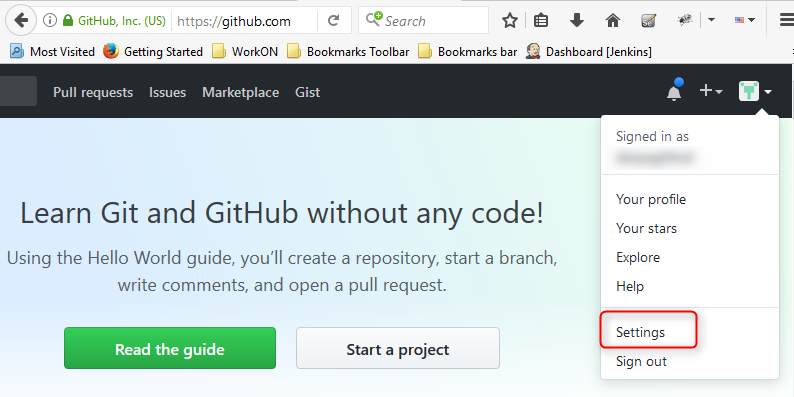 GitHub, Inc. (US) https://github.com Search
Most Visited Getting Started WorkON Bookmarks Toolbar Bookmarks bar Dashboard [Jenkins]
Pull requests Issues Marketplace Gist
Signed in as
Your profile
Your stars
Explore
Help
Settings
Sign out
Learn Git and GitHub without any code!
Using the Hello World guide, you’ll create a repository, start a branch,
write comments, and open a pull request.
Read the guide Start a project